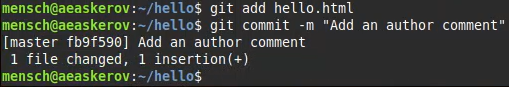 mensch@aeaskerov:~/hello$ git add hello.html
mensch@aeaskerov:~/hello$ git commit -m "Add an author comment"
[master fb9f590] Add an author comment
 1 file changed, 1 insertion(+)
mensch@aeaskerov:~/hello$